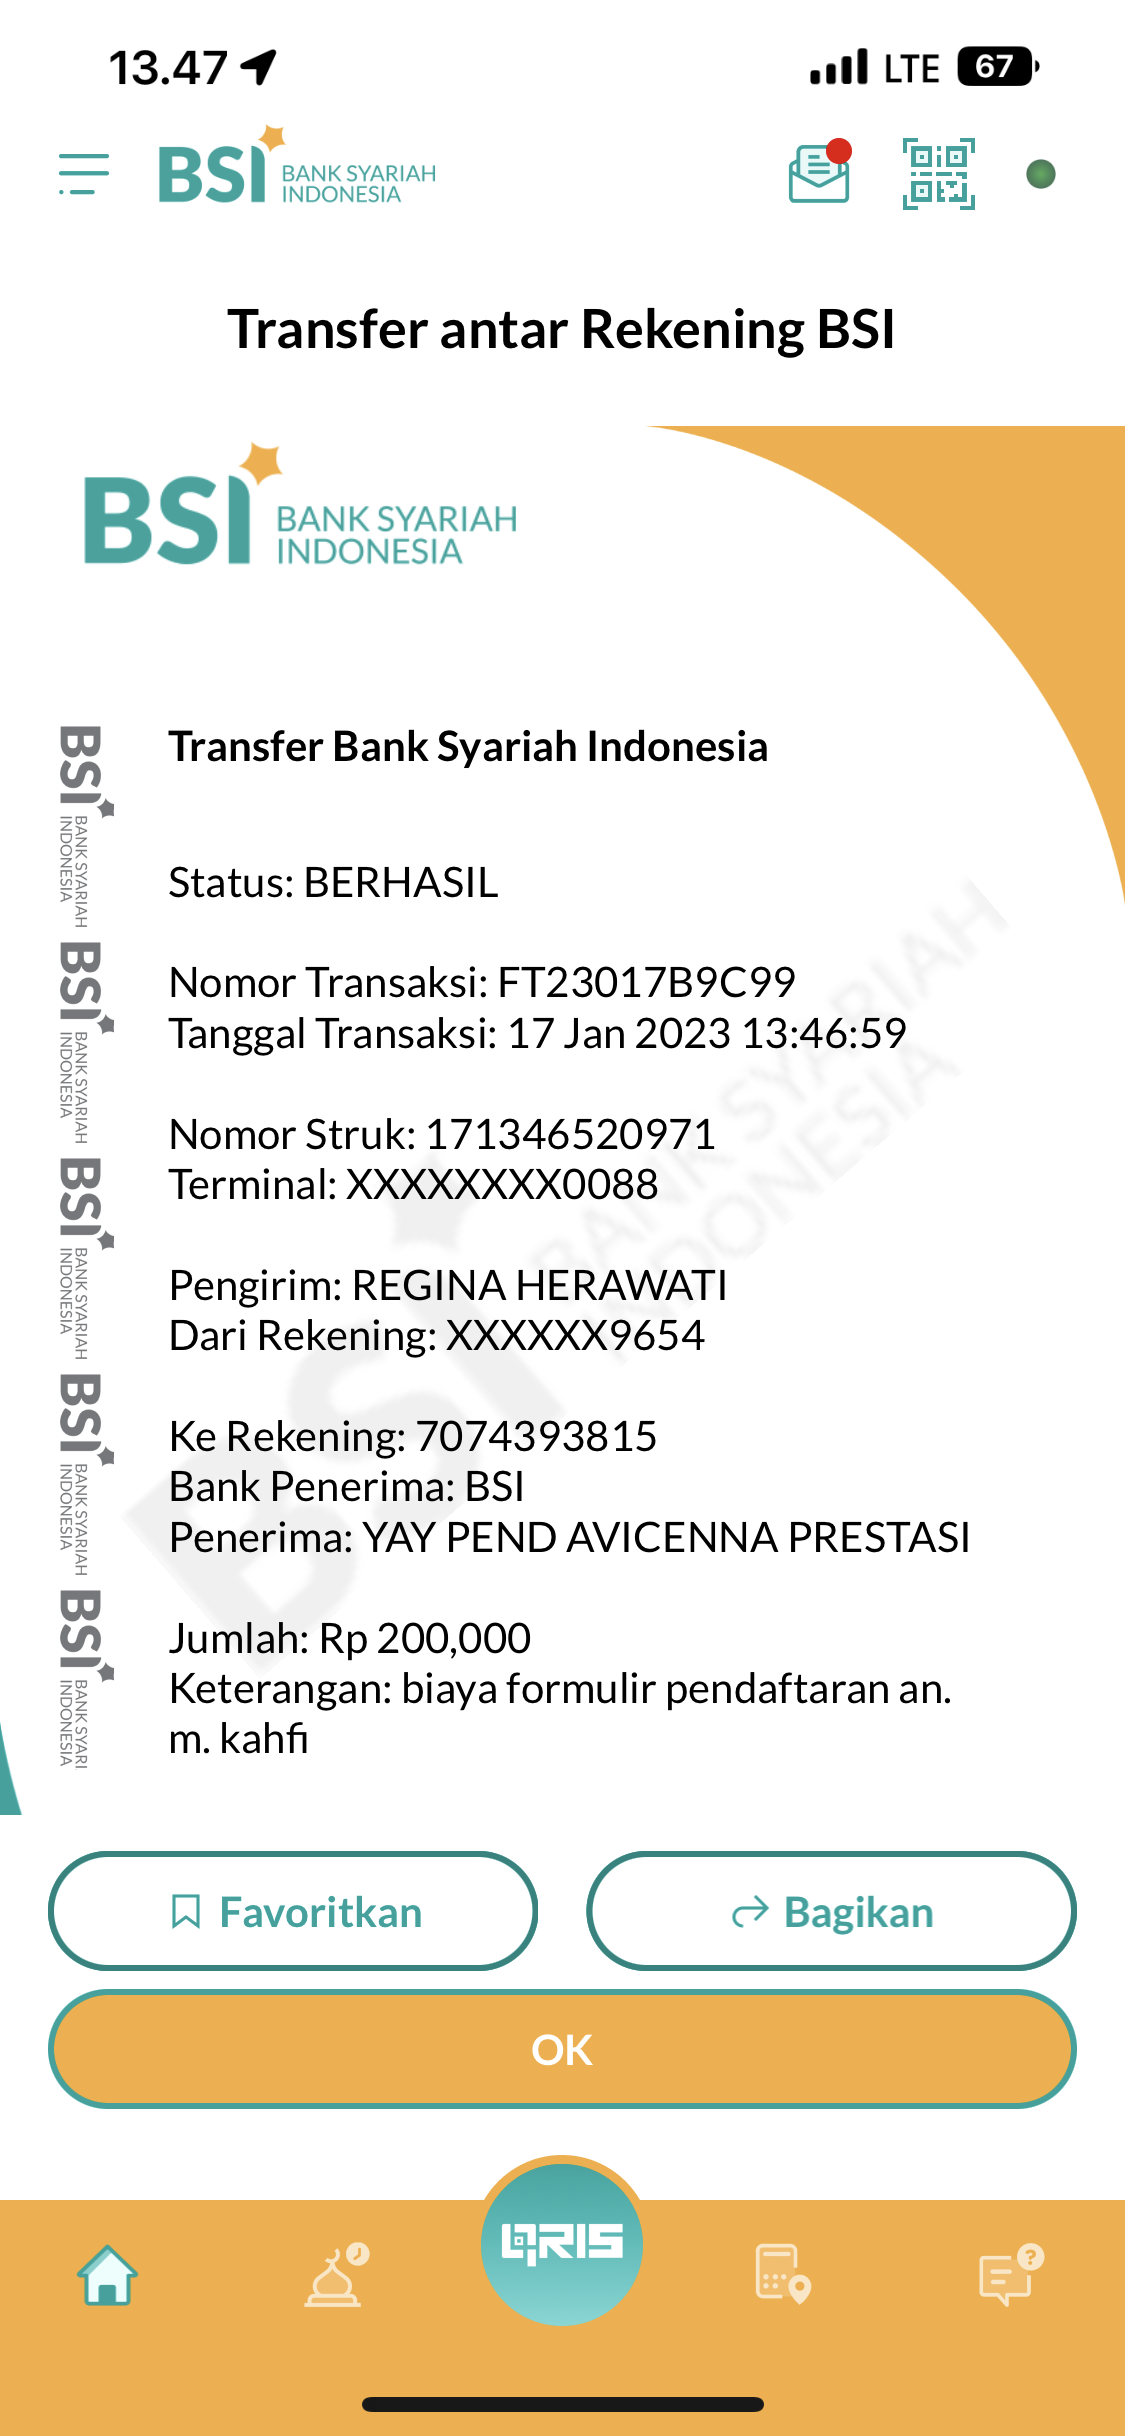 13.47
LTE 67
BSI BANK SYARIAH
INDONESIA
Transfer antar Rekening BSI
BSI BANK SYARIAH
INDONESIA
Transfer Bank Syariah Indonesia
Status: BERHASIL
Nomor Transaksi: FT23017B9C99
Tanggal Transaksi: 17 Jan 2023 13:46:59
Nomor Struk: 171346520971
Terminal: XXXXXXXX0088
Pengirim: REGINA HERAWATI
Dari Rekening: XXXXXX9654
Ke Rekening: 7074393815
Bank Penerima: BSI
Penerima: YAY PEND AVICENNA PRESTASI
Jumlah: Rp 200,000
Keterangan: biaya formulir pendaftaran an.
m. kahfi
BSI BANK SYARIAH
INDONESIA
BSI BANK SYARIAH
INDONESIA
BSI BANK SYARIAH
INDONESIA
BSI BANK SYARIAH
INDONESIA
BSI BANK SYARI
INDONESIA
BSI BANK SYARIAH
INDONESIA
Favoritkan
Bagikan
OK
QRIS
?